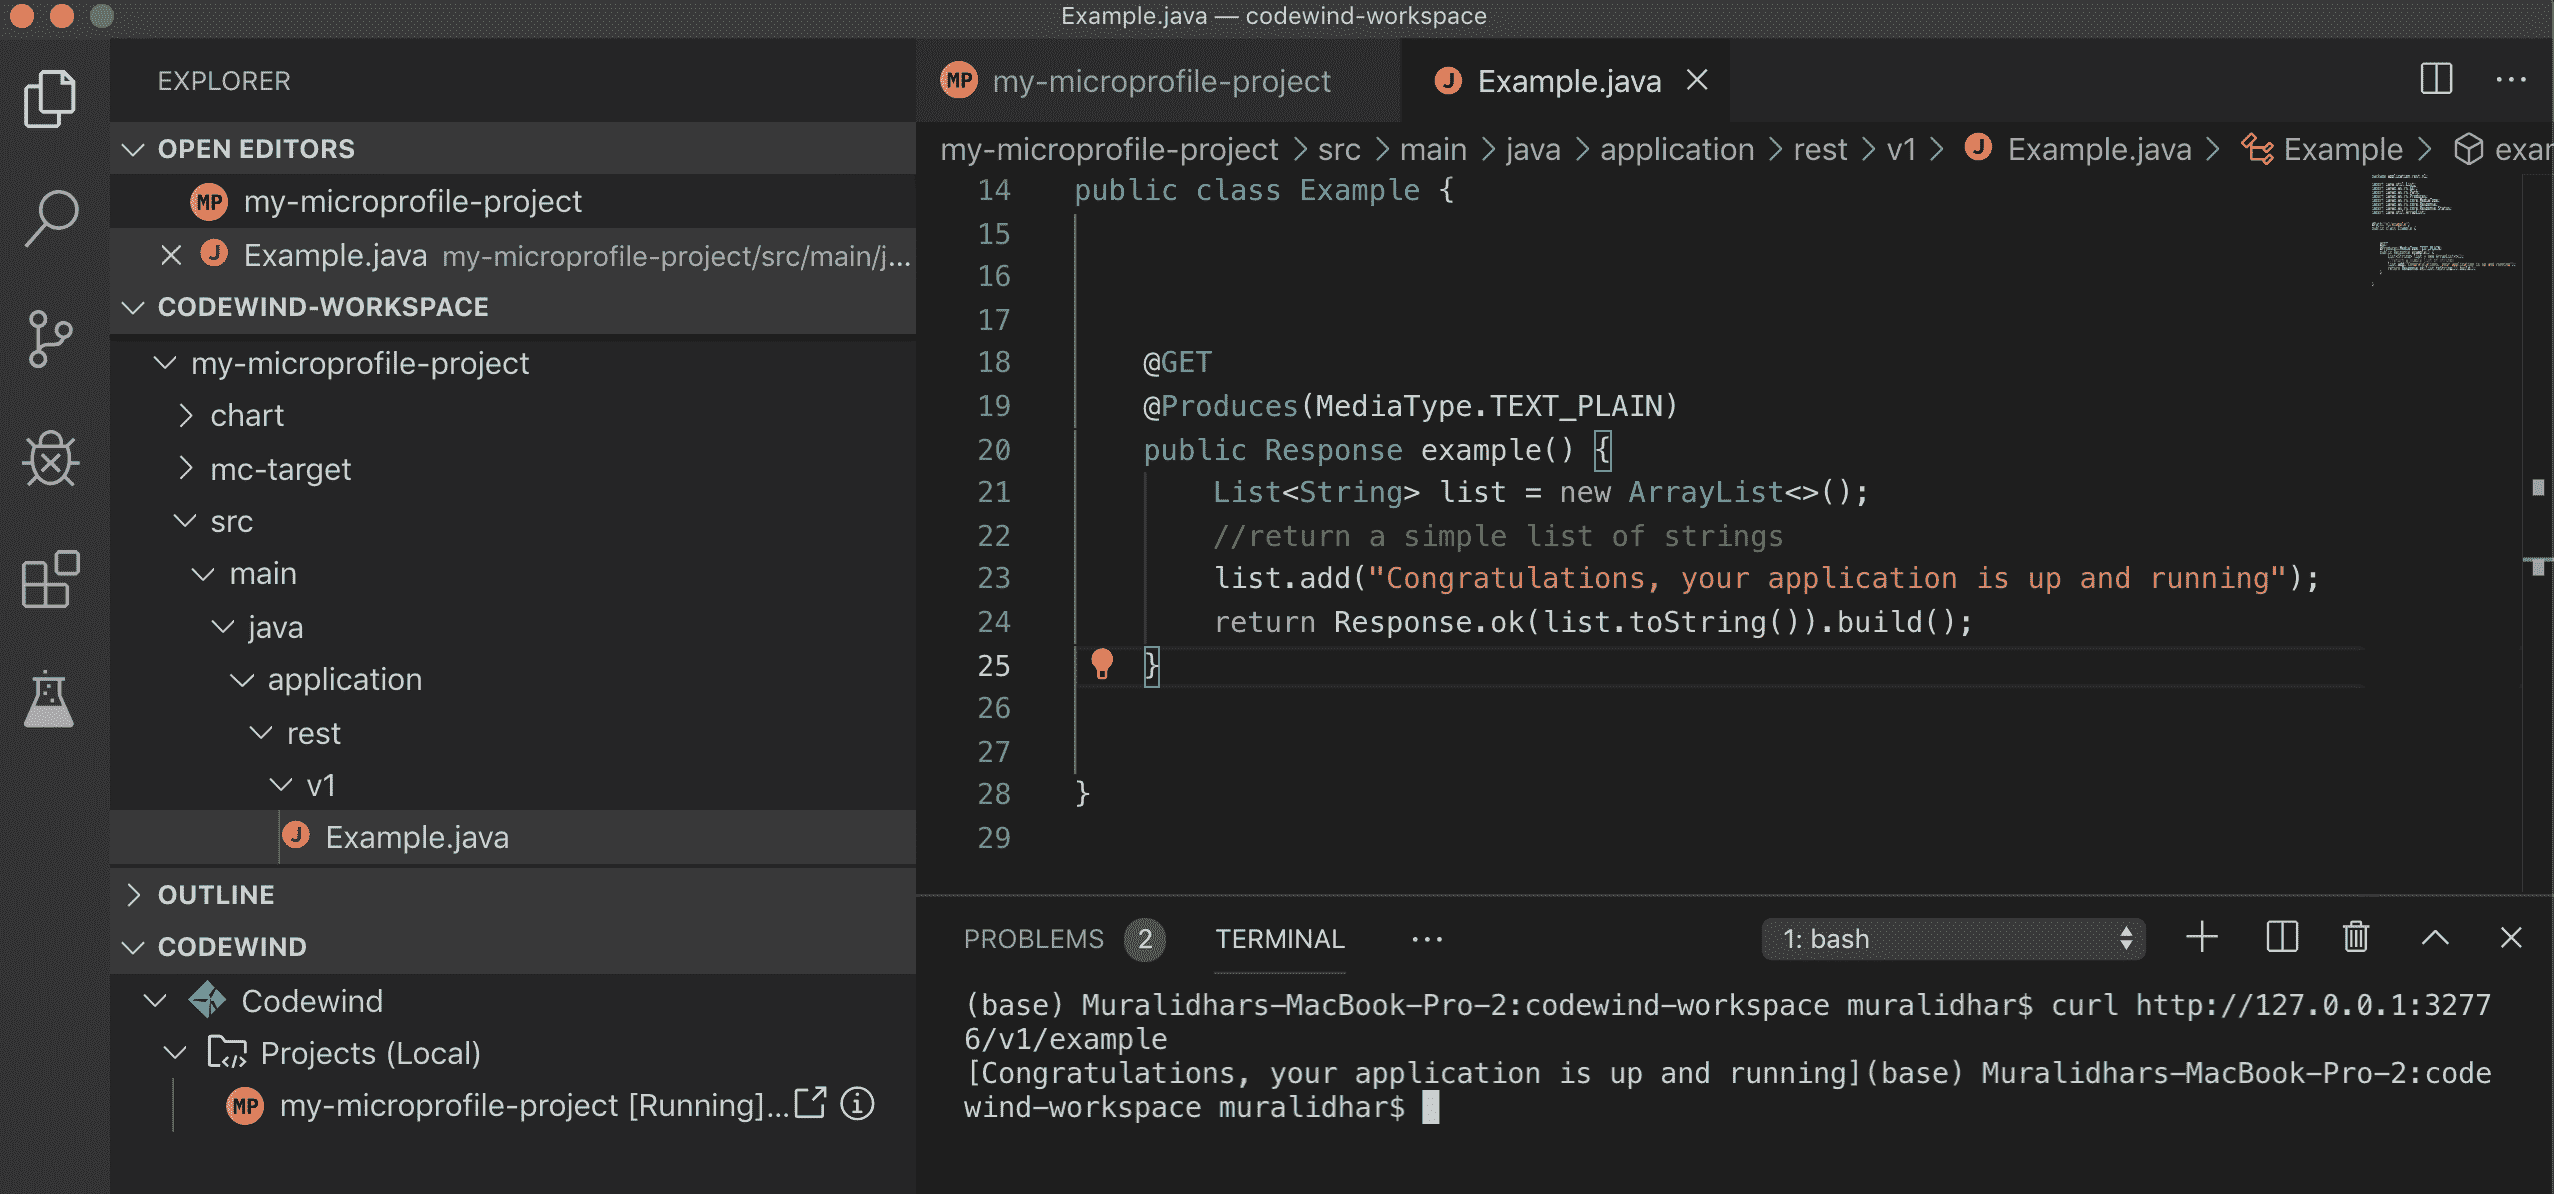 Example.java — codewind-workspace
EXPLORER
OPEN EDITORS
MP my-microprofile-project
J Example.java my-microprofile-project/src/main/j...
CODEWIND-WORKSPACE
my-microprofile-project
chart
mc-target
src
main
java
application
rest
v1
J Example.java
OUTLINE
CODEWIND
Codewind
Projects (Local)
MP my-microprofile-project [Running]...
MP my-microprofile-project
J Example.java
my-microprofile-project > src > main > java > application > rest > v1 > J Example.java > Example > exar
14 public class Example {
15
16
17
18 @GET
19 @Produces(MediaType.TEXT_PLAIN)
20 public Response example() {
21 List<String> list = new ArrayList<>();
22 //return a simple list of strings
23 list.add("Congratulations, your application is up and running");
24 return Response.ok(list.toString()).build();
25 }
26
27
28 }
29
PROBLEMS 2 TERMINAL ... 1: bash
(base) Muralidhars-MacBook-Pro-2:codewind-workspace muralidhar$ curl http://127.0.0.1:3277
6/v1/example
[Congratulations, your application is up and running](base) Muralidhars-MacBook-Pro-2:code
wind-workspace muralidhar$